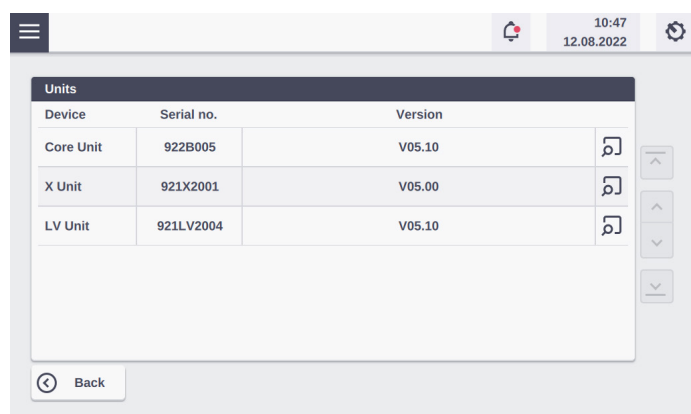 10:47
12.08.2022
Units
Device Serial no. Version
Core Unit 922B005 V05.10
X Unit 921X2001 V05.00
LV Unit 921LV2004 V05.10
Back